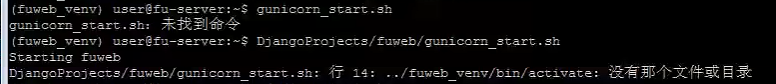 (fuweb_venv) user@fu-server:~$ gunicorn_start.sh
gunicorn_start.sh：未找到命令
(fuweb_venv) user@fu-server:~$ DjangoProjects/fuweb/gunicorn_start.sh
Starting fuweb
DjangoProjects/fuweb/gunicorn_start.sh: 行 14: ../fuweb_venv/bin/activate: 没有那个文件或目录